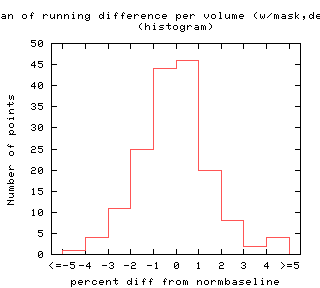 an of running difference per volume (w/mask,de
(histogram)
50
45
40
35
30
25
20
15
10
5
0
<=-5 -4 -3 -2 -1 0 1 2 3 4 >=5
Number of points
percent diff from normbaseline